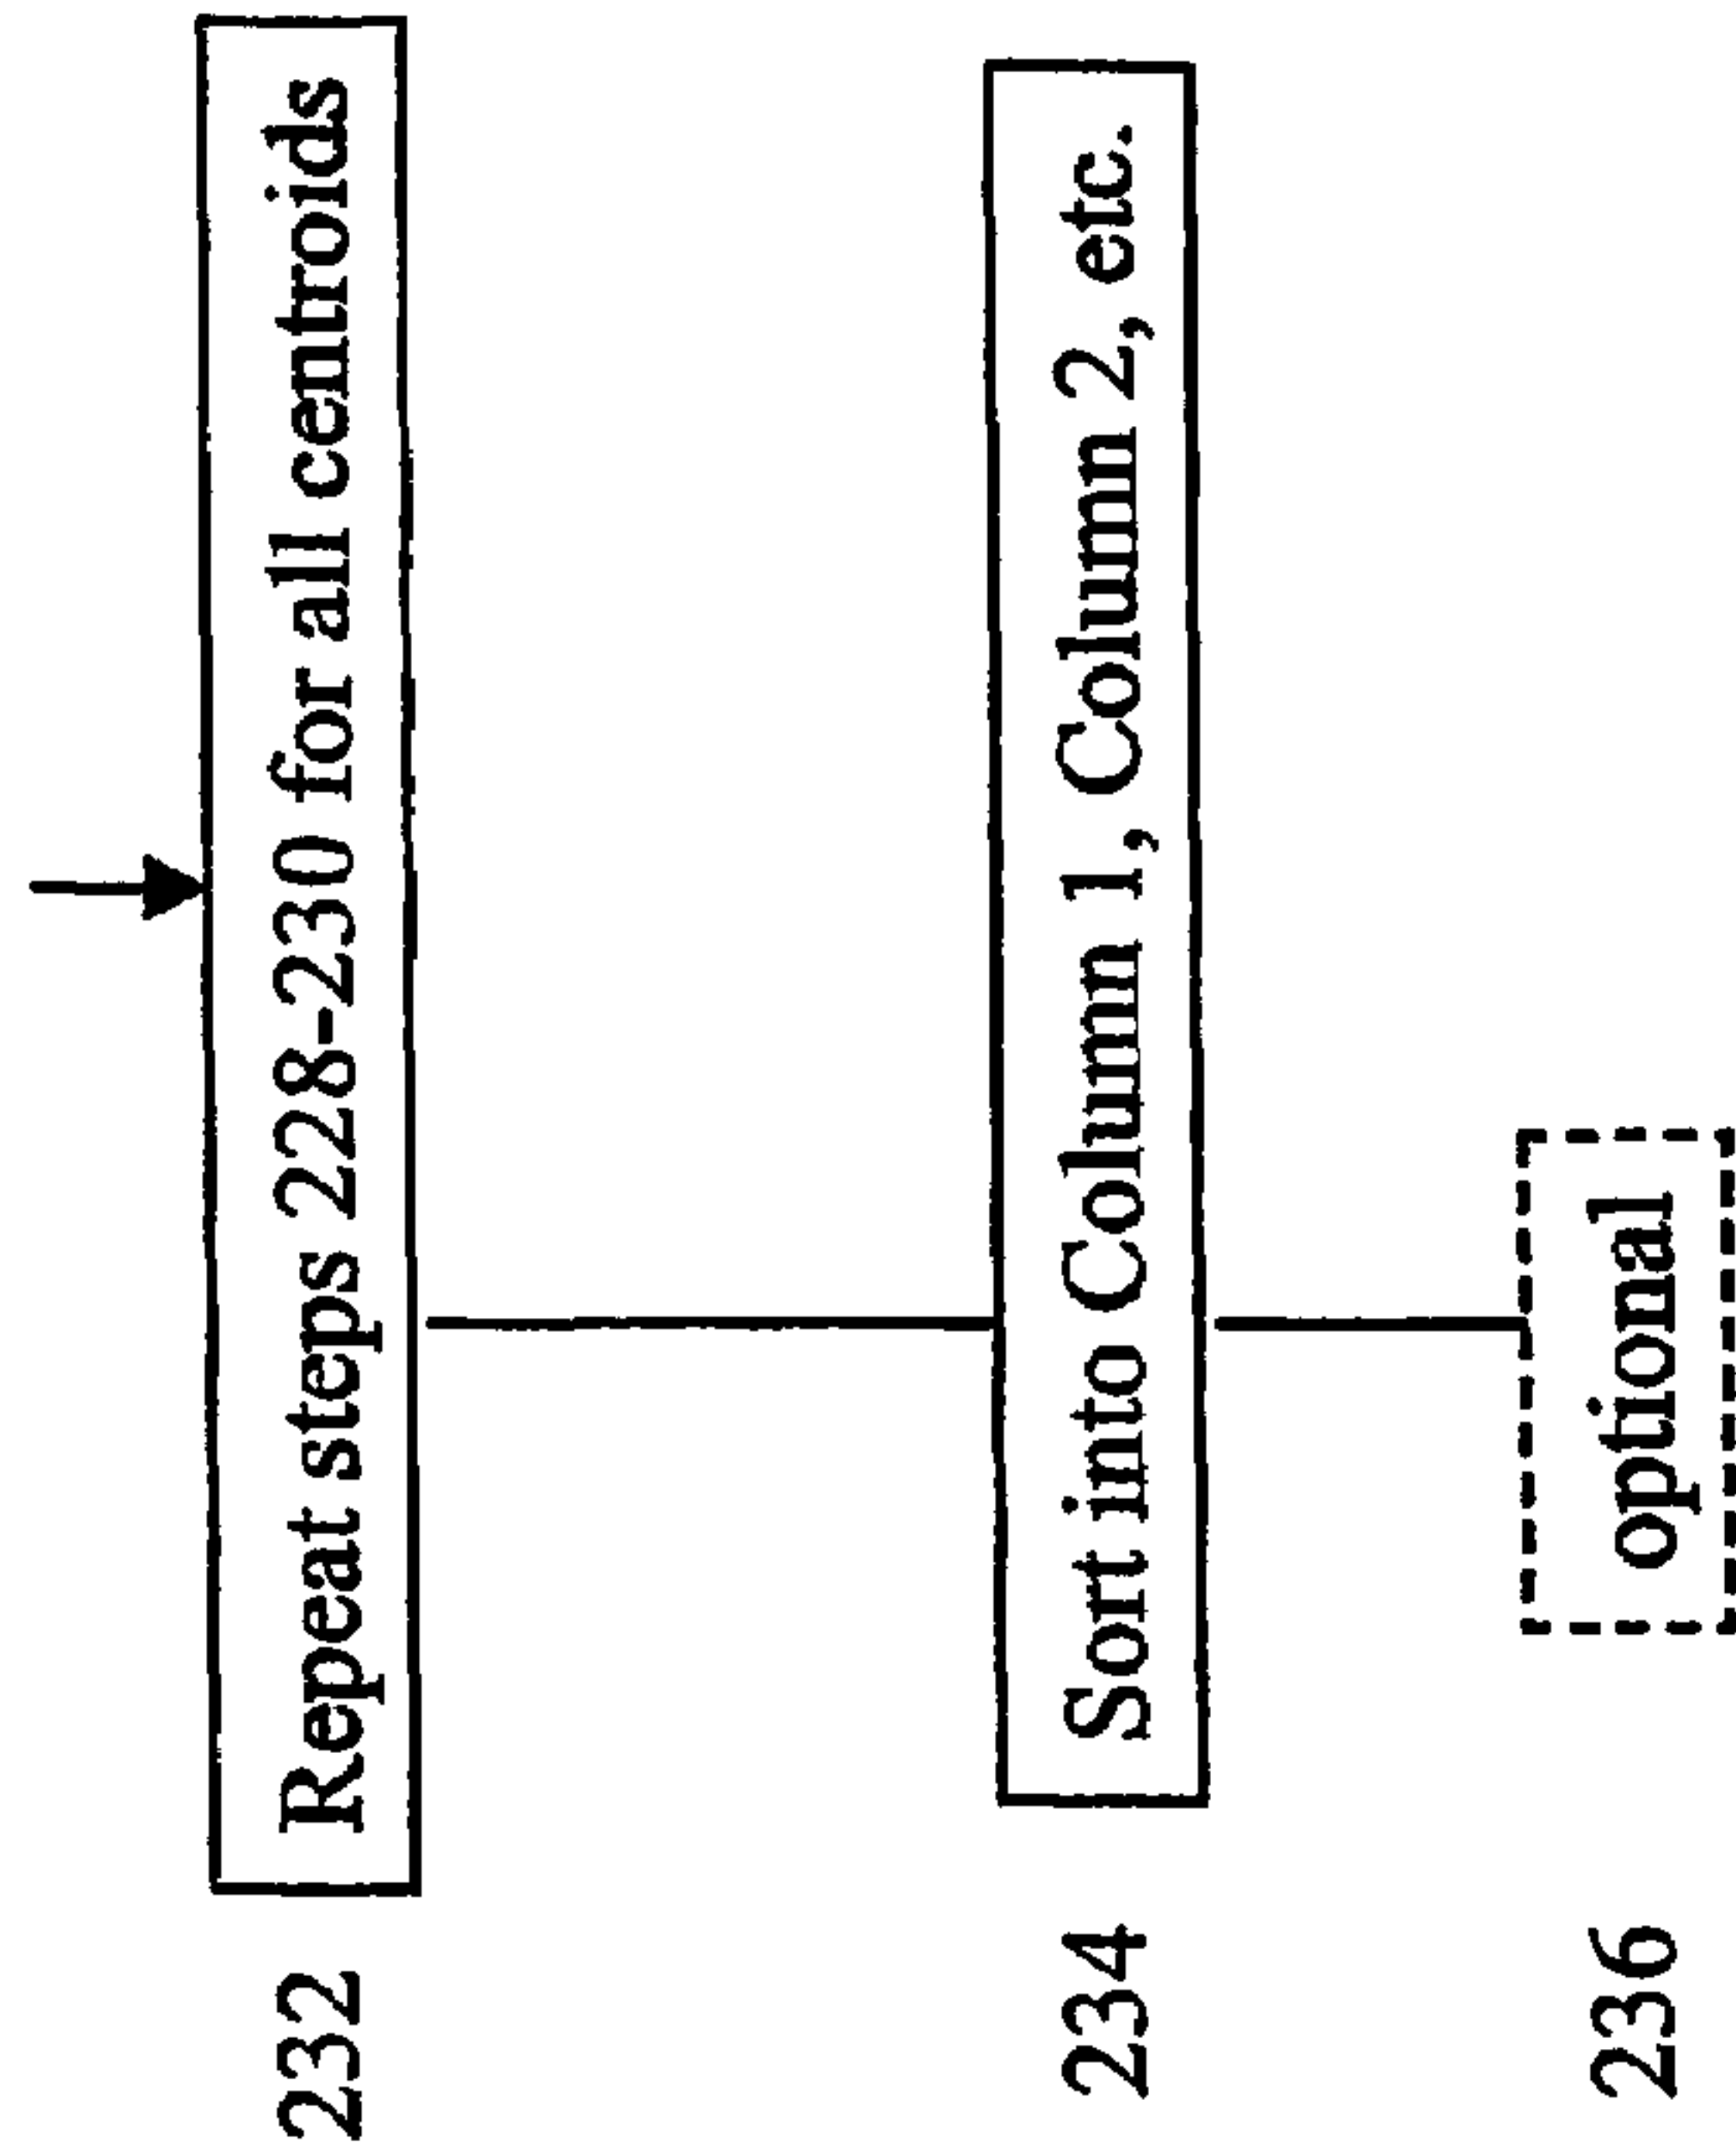 232 Repeat steps 228-230 for all centroids
234 Sort into Column 1, Column 2, etc.
236 optional